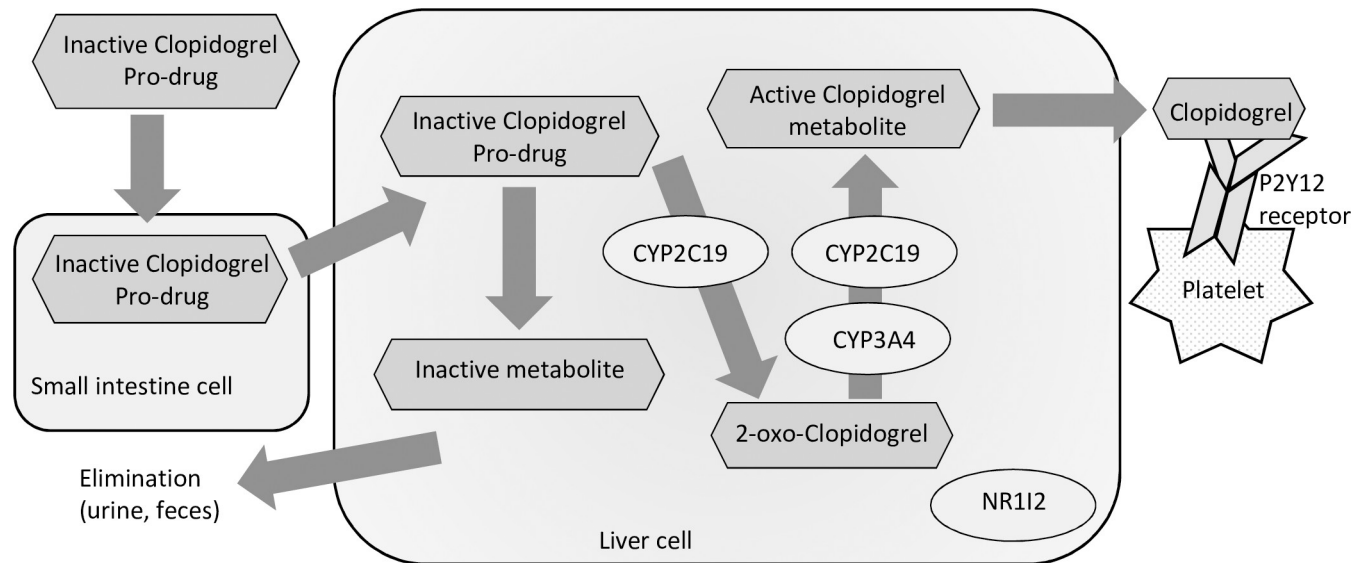 Inactive Clopidogrel
Pro-drug
Inactive Clopidogrel
Pro-drug
Small intestine cell
Elimination
(urine, feces)
Inactive Clopidogrel
Pro-drug
Inactive metabolite
CYP2C19
2-oxo-Clopidogrel
CYP3A4
CYP2C19
Active Clopidogrel
metabolite
NR1I2
Liver cell
Clopidogrel
P2Y12
receptor
Platelet